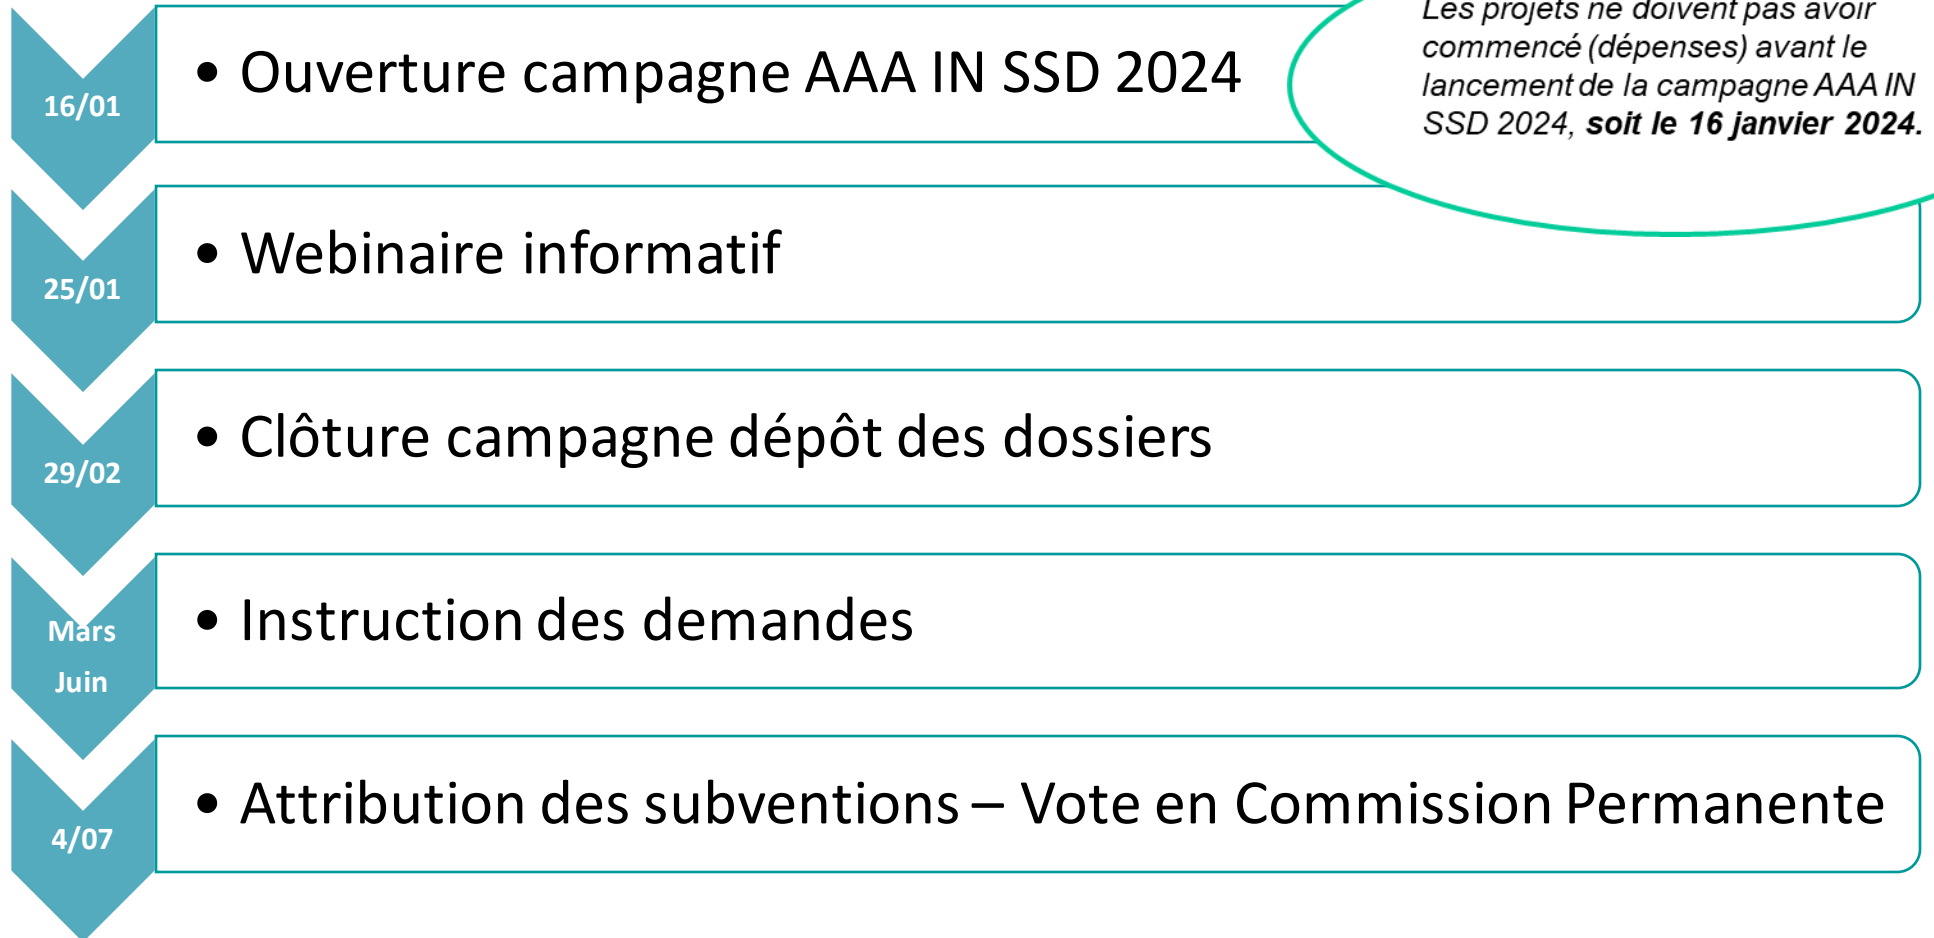 16/01
• Ouverture campagne AAA IN SSD 2024
Les projets ne doivent pas avoir
commencé (dépenses) avant le
lancement de la campagne AAA IN
SSD 2024, soit le 16 janvier 2024.
25/01
• Webinaire informatif
29/02
• Clôture campagne dépôt des dossiers
Mars
Juin
• Instruction des demandes
4/07
• Attribution des subventions – Vote en Commission Permanente